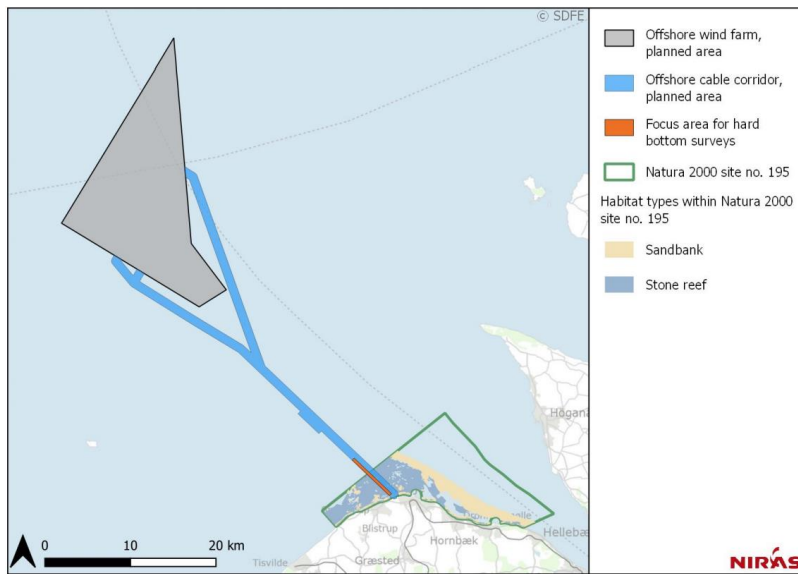 © SDFE
Offshore wind farm,
planned area
Offshore cable corridor,
planned area
Focus area for hard
bottom surveys
Natura 2000 site no. 195
Habitat types within Natura 2000
site no. 195
Sandbank
Stone reef
Blistrup
Hornbæk
Græsted
Tisvilde
0 10 20 km
NIRAS